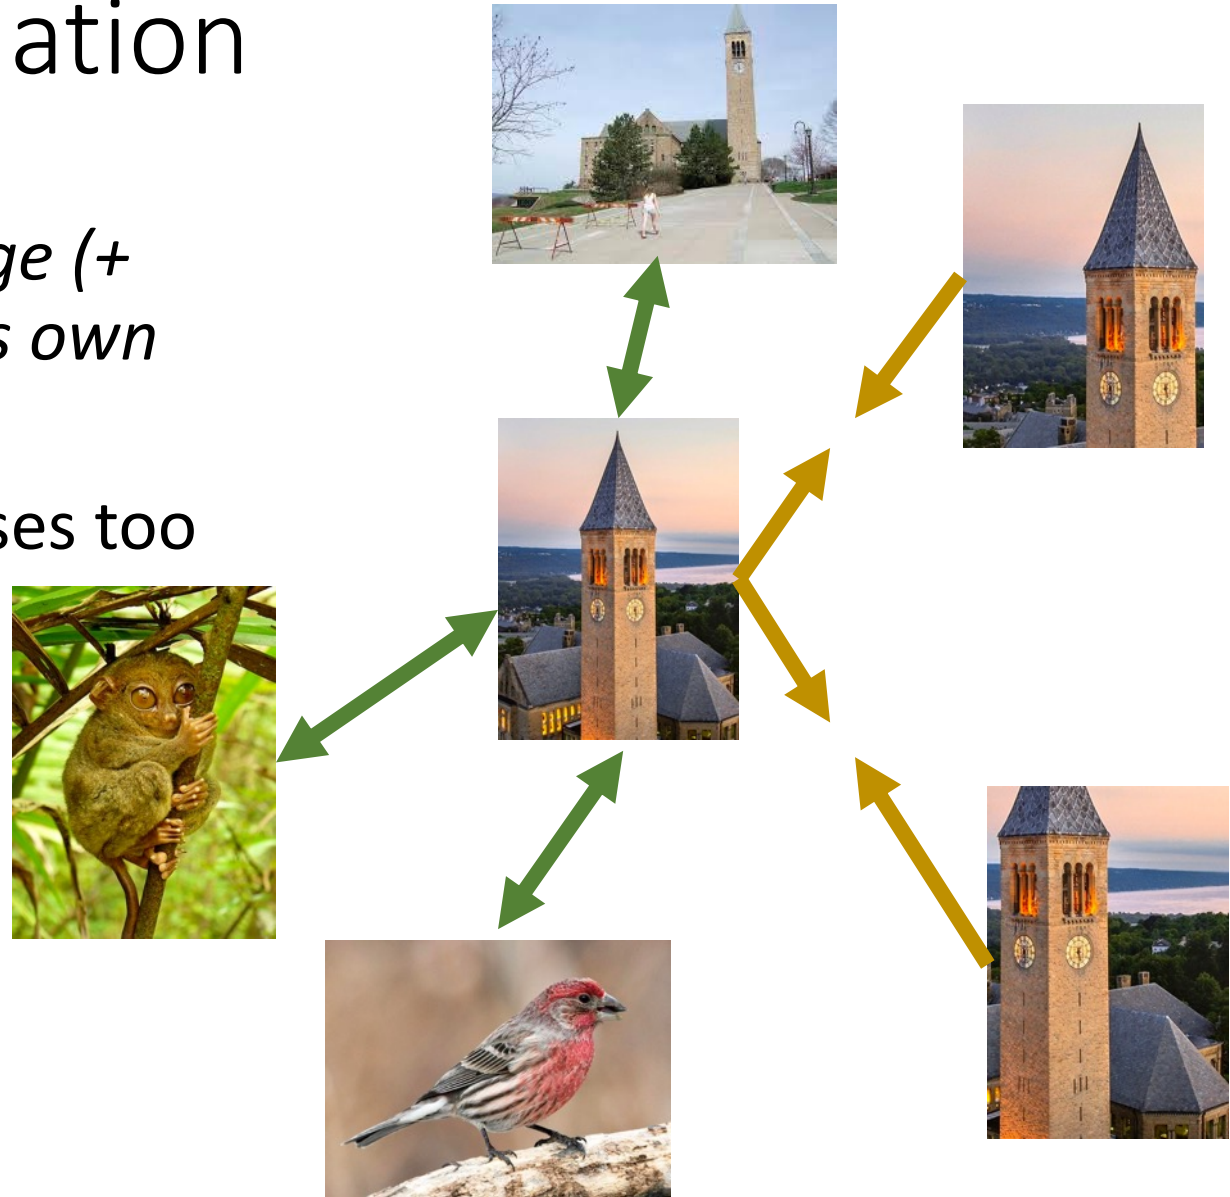 ation
ge (+
s own
ses too